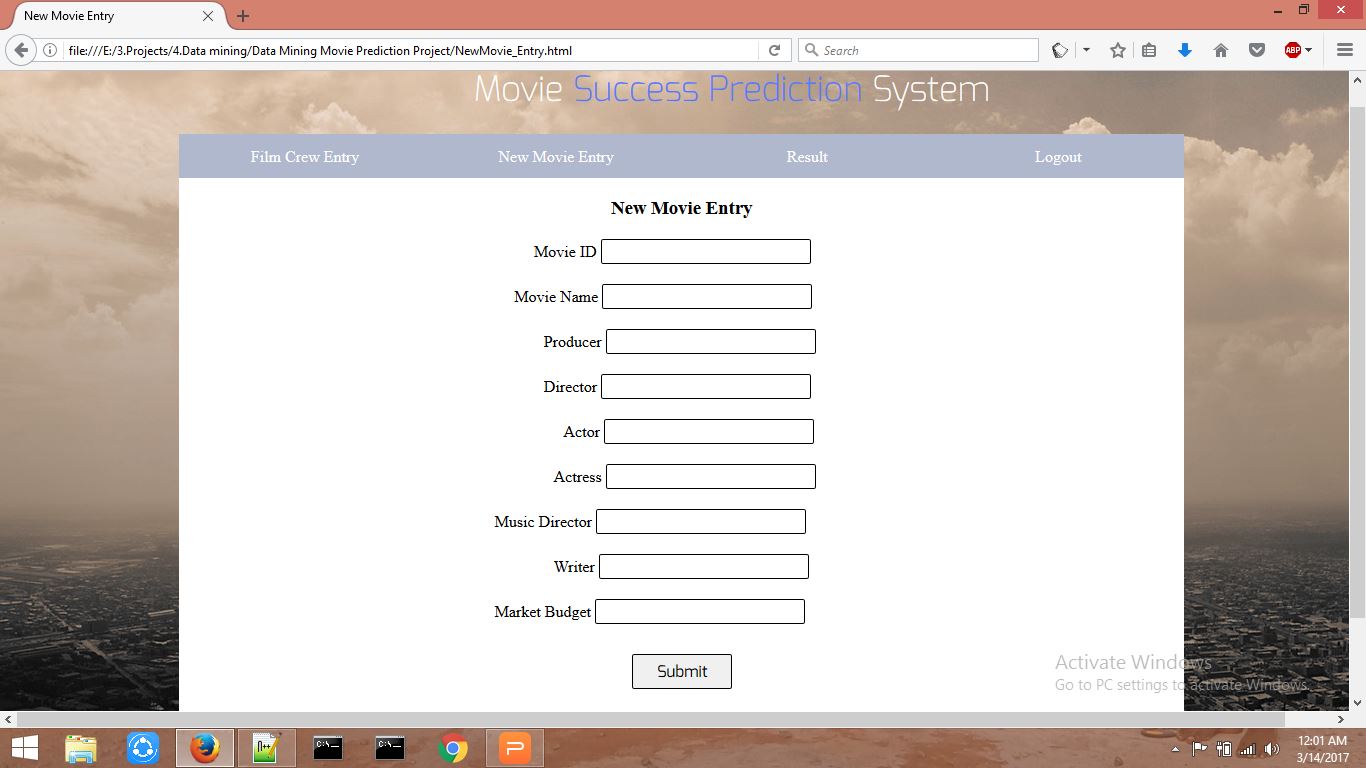 New Movie Entry
file:///E:/3.Projects/4.Data mining/Data Mining Movie Prediction Project/NewMovie_Entry.html
Search
ABP
Movie Success Prediction System
Film Crew Entry New Movie Entry Result Logout
New Movie Entry
Movie ID
Movie Name
Producer
Director
Actor
Actress
Music Director
Writer
Market Budget
Submit
Activate Windows
Go to PC settings to activate Windows.
12:01 AM
3/14/2017